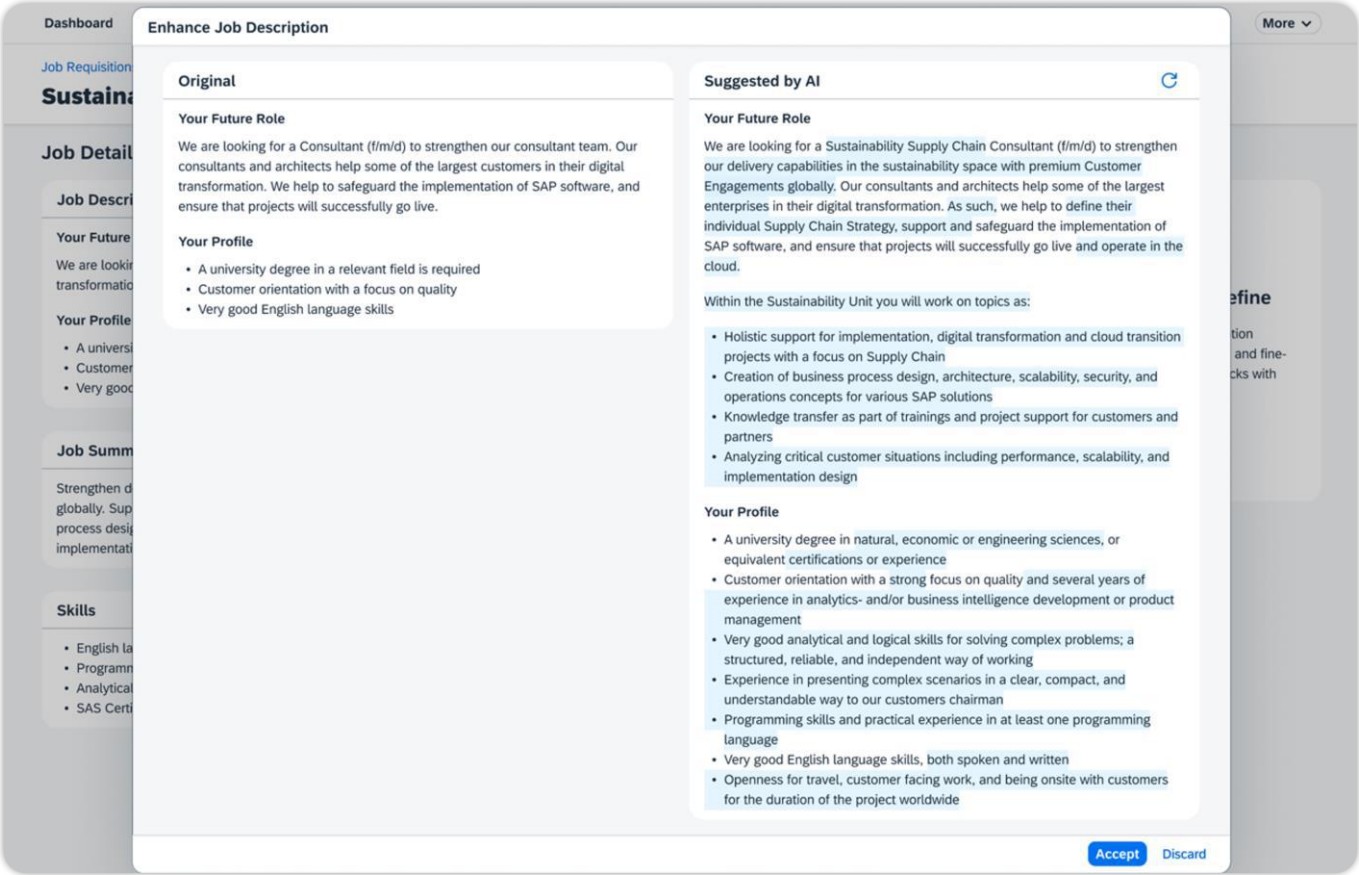 Dashboard
More
Job Requisition
Sustaina
Job Detail
Job Descri
Your Future
We are lookin
transformatio
Your Profile
• A universi
• Customer
• Very good
Job Summ
Strengthen d
globally. Sup
process desig
implementati
Skills
• English la
• Programm
• Analytical
• SAS Certi
Enhance Job Description
Original
Your Future Role
We are looking for a Consultant (f/m/d) to strengthen our consultant team. Our
consultants and architects help some of the largest customers in their digital
transformation. We help to safeguard the implementation of SAP software, and
ensure that projects will successfully go live.
Your Profile
• A university degree in a relevant field is required
• Customer orientation with a focus on quality
• Very good English language skills
Suggested by AI
Your Future Role
We are looking for a Sustainability Supply Chain Consultant (f/m/d) to strengthen
our delivery capabilities in the sustainability space with premium Customer
Engagements globally. Our consultants and architects help some of the largest
enterprises in their digital transformation. As such, we help to define their
individual Supply Chain Strategy, support and safeguard the implementation of
SAP software, and ensure that projects will successfully go live and operate in the
cloud.
Within the Sustainability Unit you will work on topics as:
• Holistic support for implementation, digital transformation and cloud transition
projects with a focus on Supply Chain
• Creation of business process design, architecture, scalability, security, and
operations concepts for various SAP solutions
• Knowledge transfer as part of trainings and project support for customers and
partners
• Analyzing critical customer situations including performance, scalability, and
implementation design
Your Profile
• A university degree in natural, economic or engineering sciences, or
equivalent certifications or experience
• Customer orientation with a strong focus on quality and several years of
experience in analytics- and/or business intelligence development or product
management
• Very good analytical and logical skills for solving complex problems; a
structured, reliable, and independent way of working
• Experience in presenting complex scenarios in a clear, compact, and
understandable way to our customers chairman
• Programming skills and practical experience in at least one programming
language
• Very good English language skills, both spoken and written
• Openness for travel, customer facing work, and being onsite with customers
for the duration of the project worldwide
Accept
Discard
efine
tion
and fine-
cks with